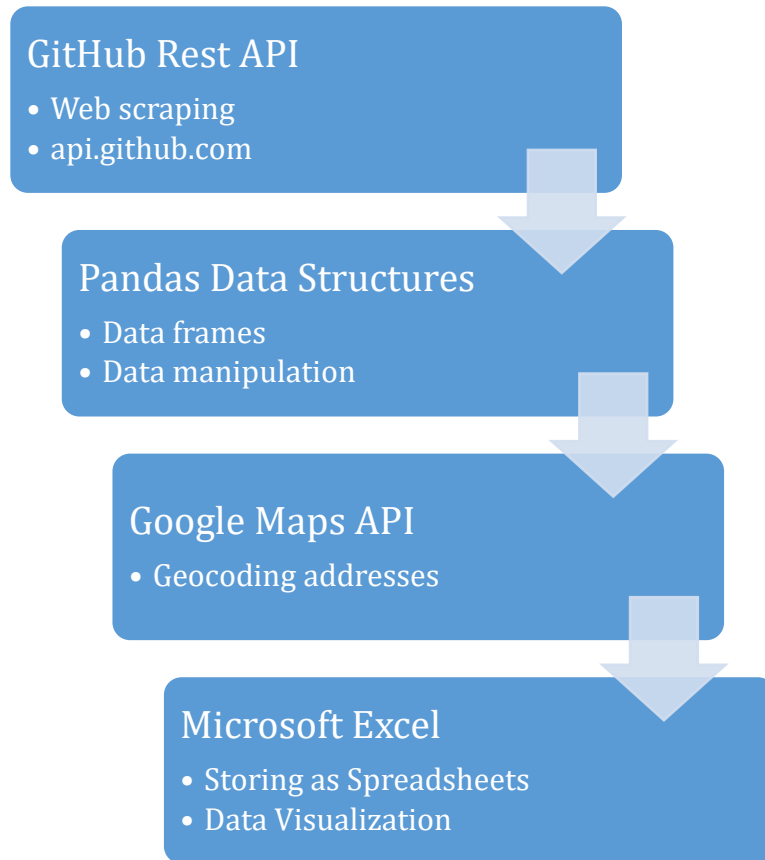 GitHub Rest API
• Web scraping
• api.github.com
Pandas Data Structures
• Data frames
• Data manipulation
Google Maps API
• Geocoding addresses
Microsoft Excel
• Storing as Spreadsheets
• Data Visualization